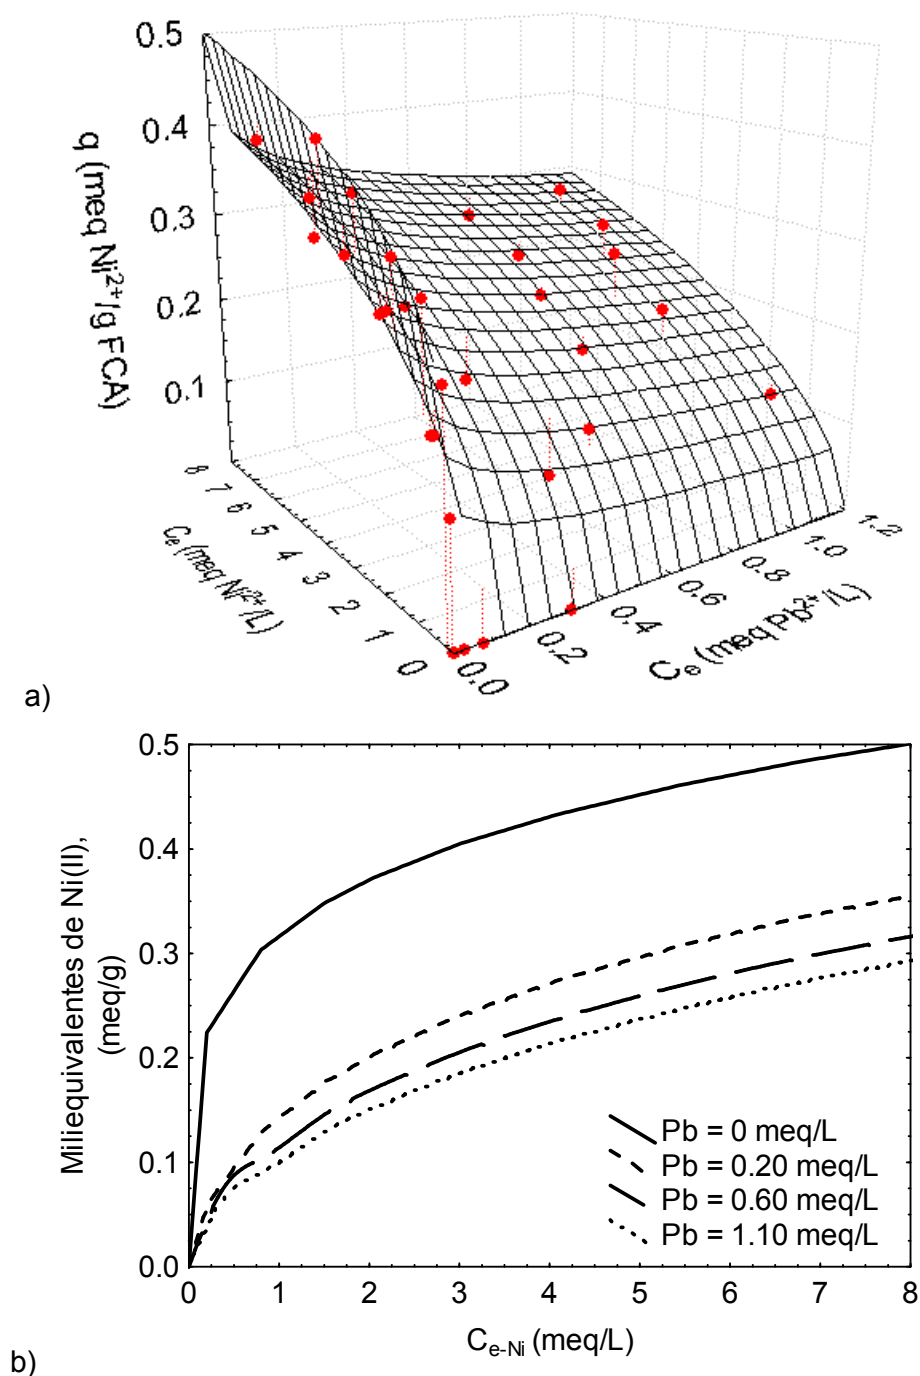 0.5
0.4
0.3
0.2
0.1
q (meq Ni²⁺/g FCA)
8
7
6
5
4
3
2
1
0
Cₑ (meq Ni²⁺/L)
0.0
0.2
0.4
0.6
0.8
1.0
1.2
Cₑ (meq Pb²⁺/L)
a)
0.5
0.4
0.3
0.2
0.1
0.0
Miliequivalentes de Ni(II),
(meq/g)
Pb = 0 meq/L
Pb = 0.20 meq/L
Pb = 0.60 meq/L
Pb = 1.10 meq/L
0 1 2 3 4 5 6 7 8
Cₑ₋Ni (meq/L)
b)